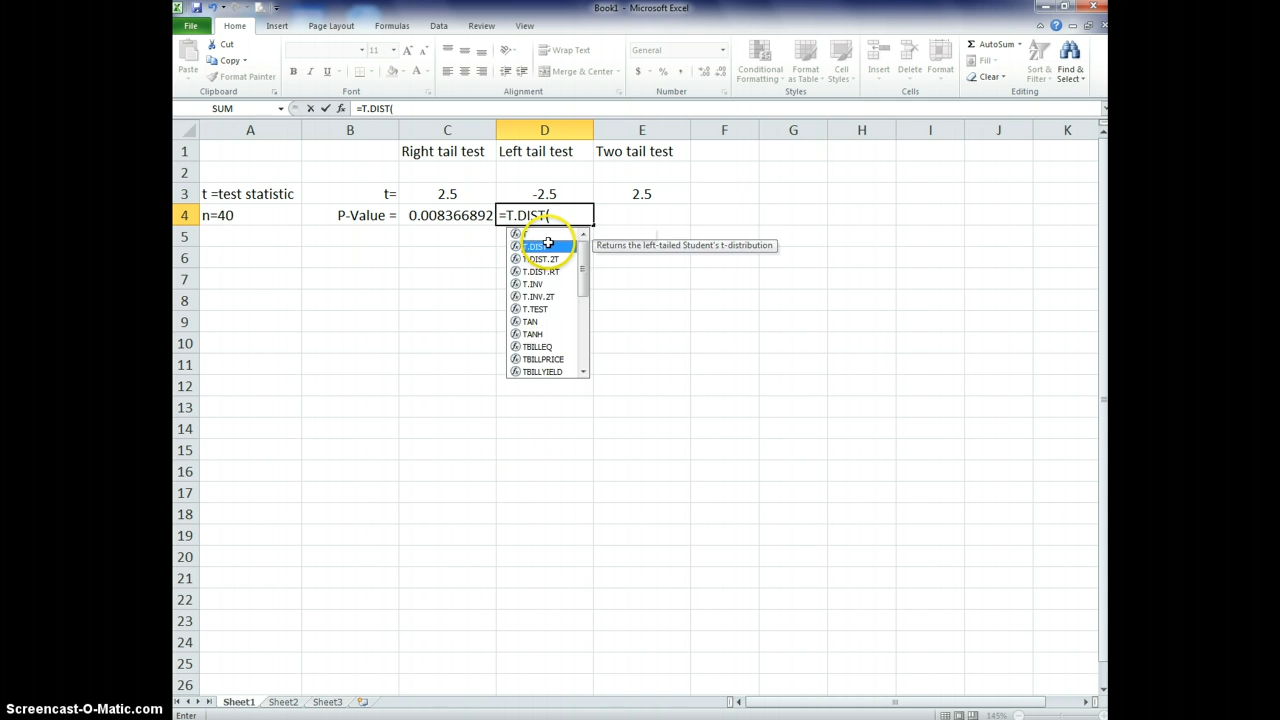 Book1 - Microsoft Excel
File Home Insert Page Layout Formulas Data Review View
Cut
Copy
Format Painter
Paste
11
A A
Wrap Text
Merge & Center
General
Conditional Formatting
Format as Table
Cell Styles
Insert
Delete
Format
AutoSum
Fill
Clear
Sort & Filter
Find & Select
B I U
$ % ,
Clipboard Font Alignment Number Styles Cells Editing
SUM fx =T.DIST(
A B C D E F G H I J K
1 Right tail test Left tail test Two tail test
2
3 t =test statistic t= 2.5 -2.5 2.5
4 n=40 P-Value = 0.008366892 =T.DIST(
5 T
T.DIST Returns the left-tailed Student's t-distribution
6 T.DIST.2T
T.DIST.RT
7 T.INV
8 T.INV.2T
T.TEST
9 TAN
TANH
10 TBILLEQ
TBILLPRICE
11 TBILLYIELD
12
13
14
15
16
17
18
19
20
21
22
23
24
25
26
Sheet1 Sheet2 Sheet3
Screencast-O-Matic.com
Enter 145%